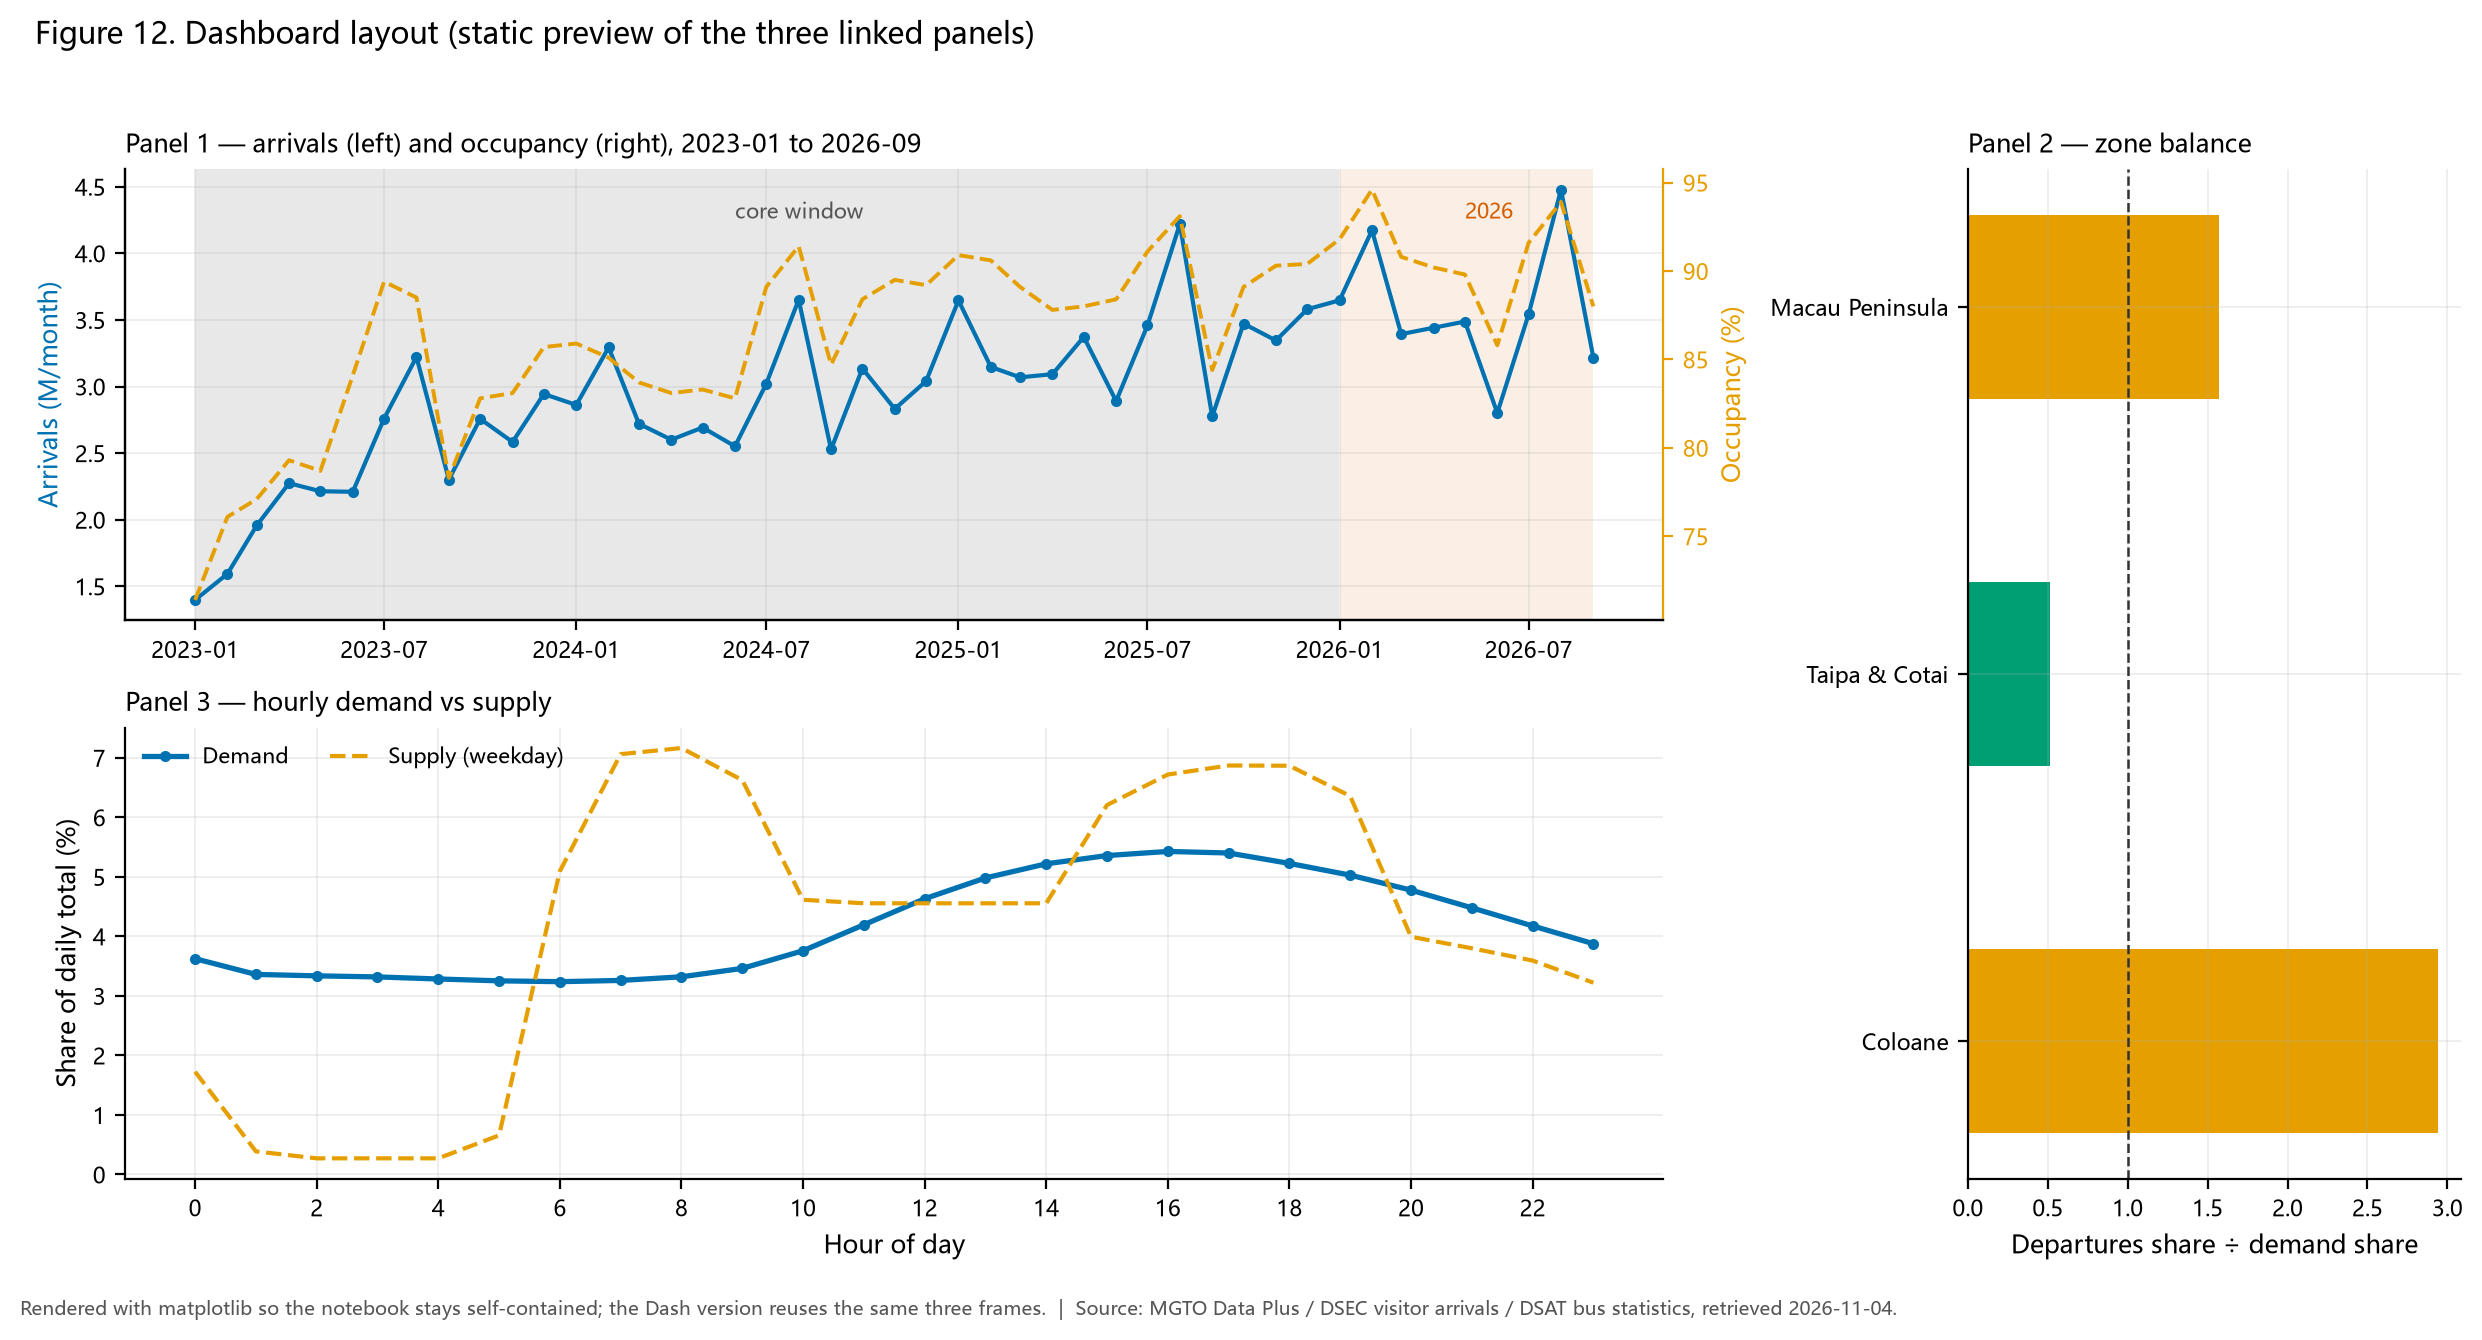 Figure 12. Dashboard layout (static preview of the three linked panels)
Panel 1 — arrivals (left) and occupancy (right), 2023-01 to 2026-09
Arrivals (M/month)
4.5
4.0
3.5
3.0
2.5
2.0
1.5
core window
2026
95
90
85
80
75
Occupancy (%)
2023-01 2023-07 2024-01 2024-07 2025-01 2025-07 2026-01 2026-07
Panel 2 — zone balance
Macau Peninsula
Taipa & Cotai
Coloane
0.0 0.5 1.0 1.5 2.0 2.5 3.0
Departures share ÷ demand share
Panel 3 — hourly demand vs supply
Demand Supply (weekday)
Share of daily total (%)
7
6
5
4
3
2
1
0
0 2 4 6 8 10 12 14 16 18 20 22
Hour of day
Rendered with matplotlib so the notebook stays self-contained; the Dash version reuses the same three frames. | Source: MGTO Data Plus / DSEC visitor arrivals / DSAT bus statistics, retrieved 2026-11-04.